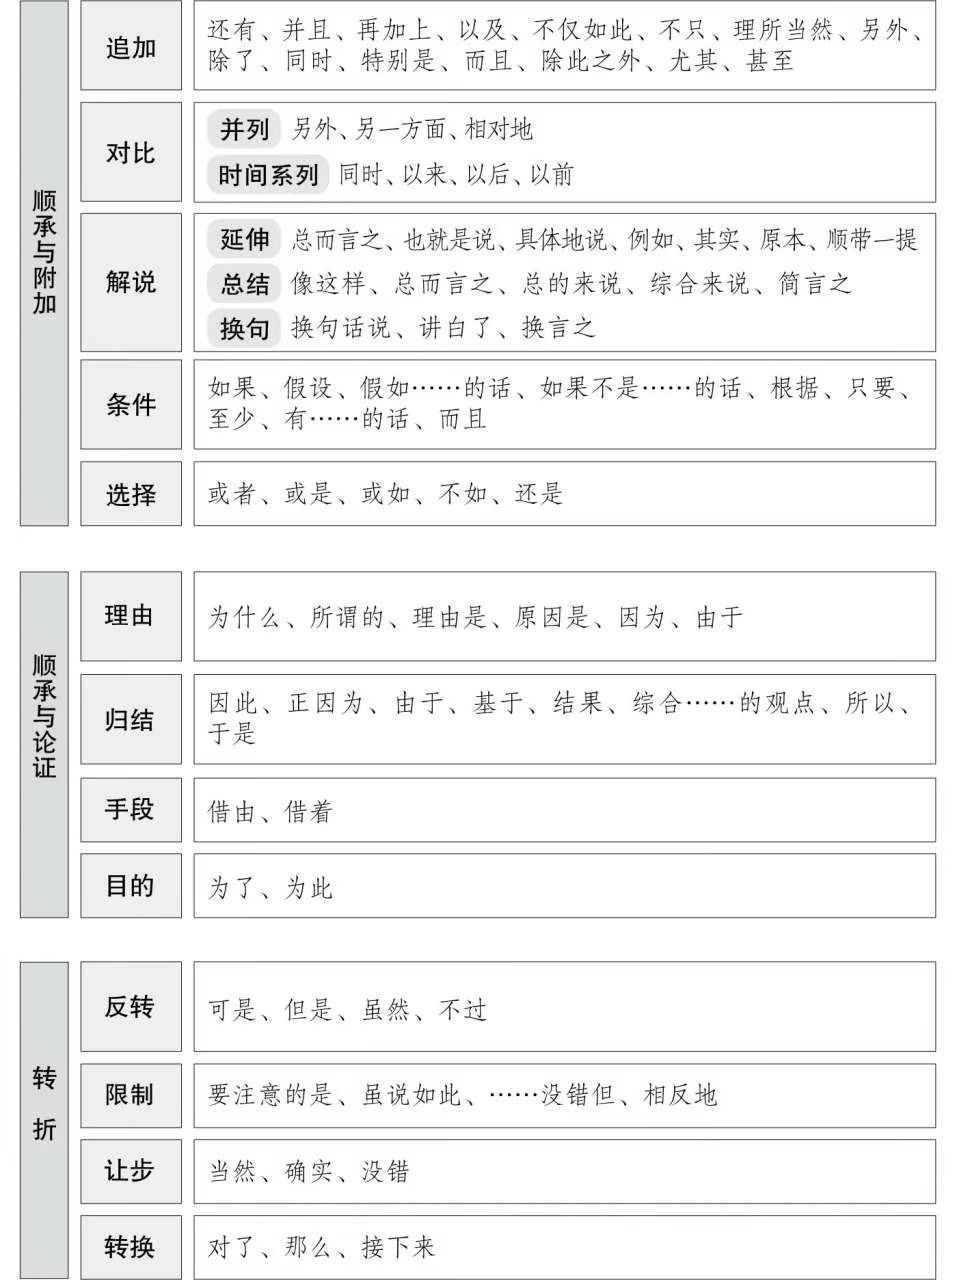 顺承与附加
追加
还有、并且、再加上、以及、不仅如此、不只、理所当然、另外、
除了、同时、特别是、而且、除此之外、尤其、甚至
对比
并列 另外、另一方面、相对地
时间系列 同时、以来、以后、以前
解说
延伸 总而言之、也就是说、具体地说、例如、其实、原本、顺带一提
总结 像这样、总而言之、总的来说、综合来说、简言之
换句 换句话说、讲白了、换言之
条件
如果、假设、假如……的话、如果不是……的话、根据、只要、
至少、有……的话、而且
选择
或者、或是、或如、不如、还是
顺承与论证
理由
为什么、所谓的、理由是、原因是、因为、由于
归结
因此、正因为、由于、基于、结果、综合……的观点、所以、
于是
手段
借由、借着
目的
为了、为此
转折
反转
可是、但是、虽然、不过
限制
要注意的是、虽说如此、……没错但、相反地
让步
当然、确实、没错
转换
对了、那么、接下来